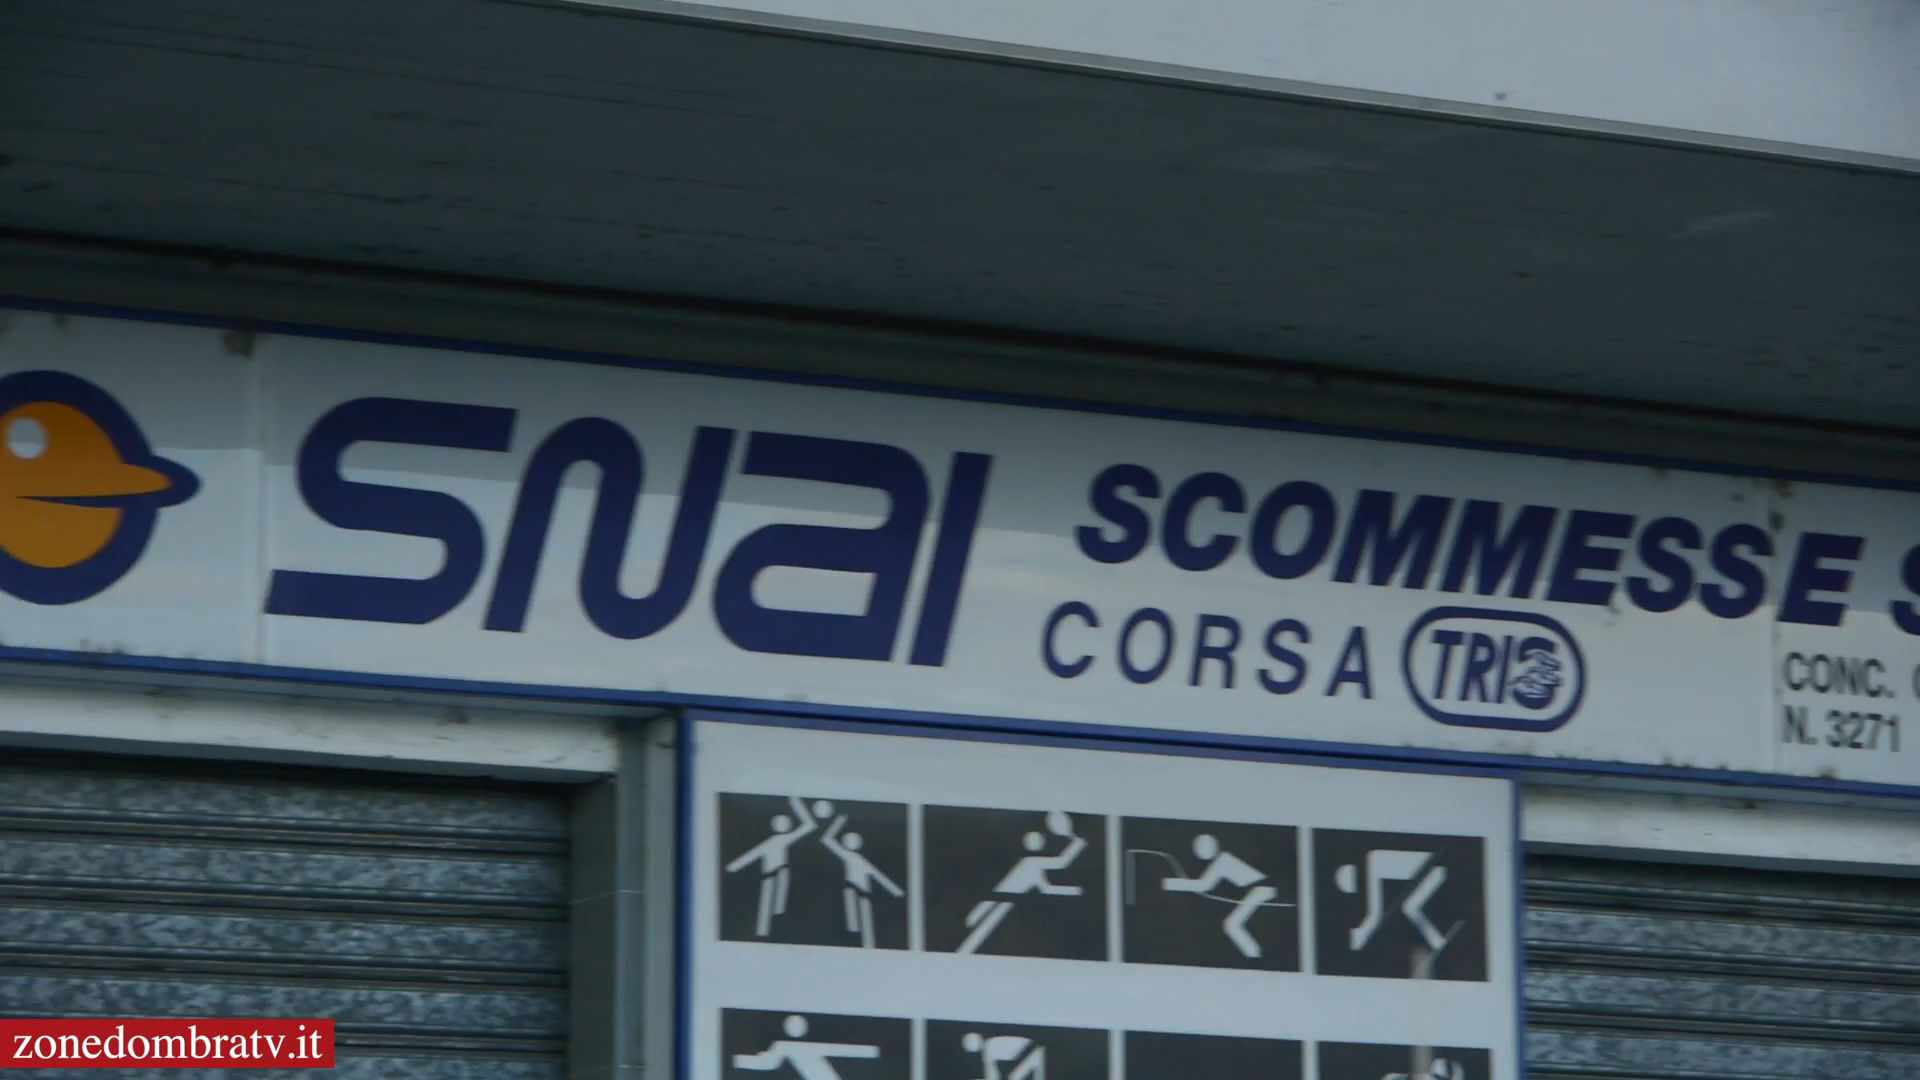 SNAI SCOMMESSE S
CORSA TRIS
CONC.
N. 3271
zonedombratv.it